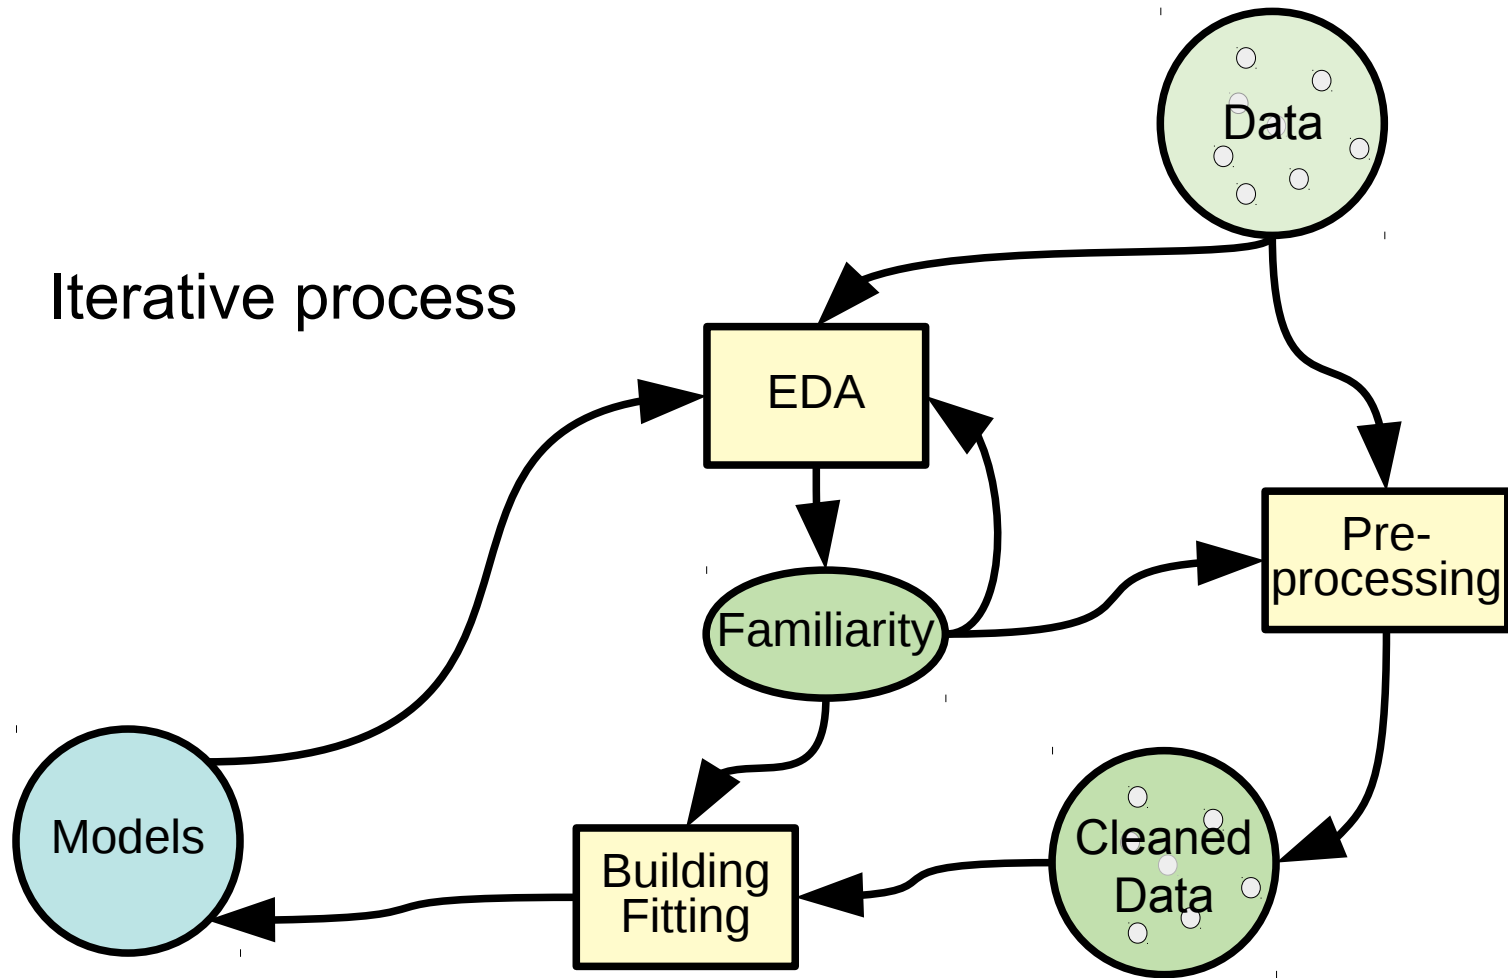 Data
Iterative process
EDA
Pre-
processing
Familiarity
Models
Building
Fitting
Cleaned
Data